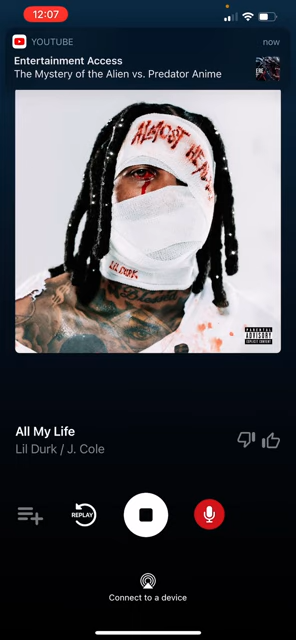 12:07
YOUTUBE
now
Entertainment Access
The Mystery of the Alien vs. Predator Anime
ALMOST HEALED
LIL DURK
PARENTAL
ADVISORY
EXPLICIT CONTENT
All My Life
Lil Durk / J. Cole
REPLAY
Connect to a device